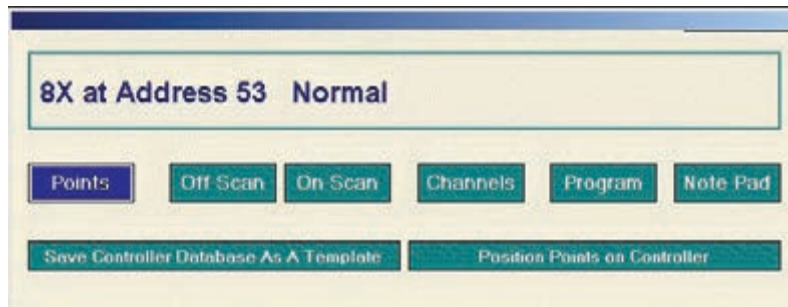 8X at Address 53 Normal
Points Off Scan On Scan Channels Program Note Pad
Save Controller Database As A Template Position Points on Controller